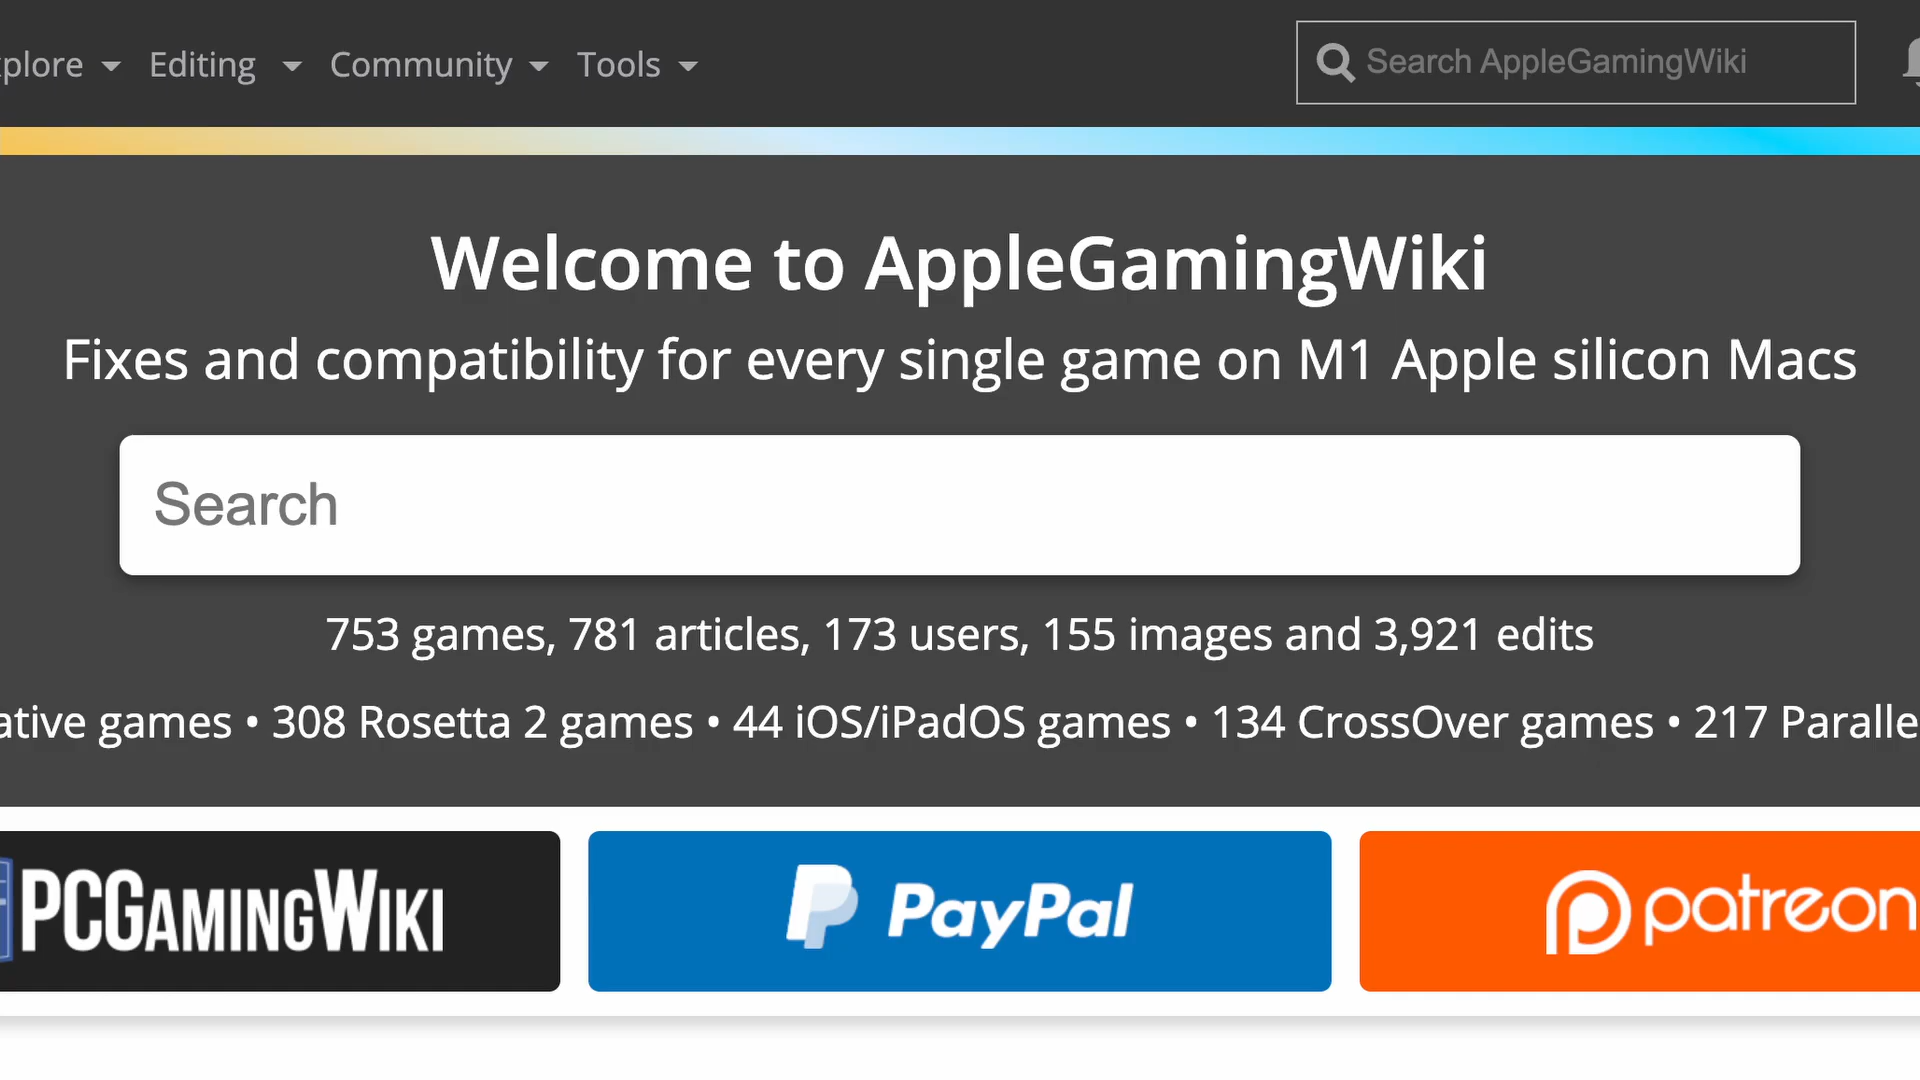 plore Editing Community Tools Search AppleGamingWiki
Welcome to AppleGamingWiki
Fixes and compatibility for every single game on M1 Apple silicon Macs
Search
753 games, 781 articles, 173 users, 155 images and 3,921 edits
ative games • 308 Rosetta 2 games • 44 iOS/iPadOS games • 134 CrossOver games • 217 Paralle
PCGamingWiki PayPal patreon